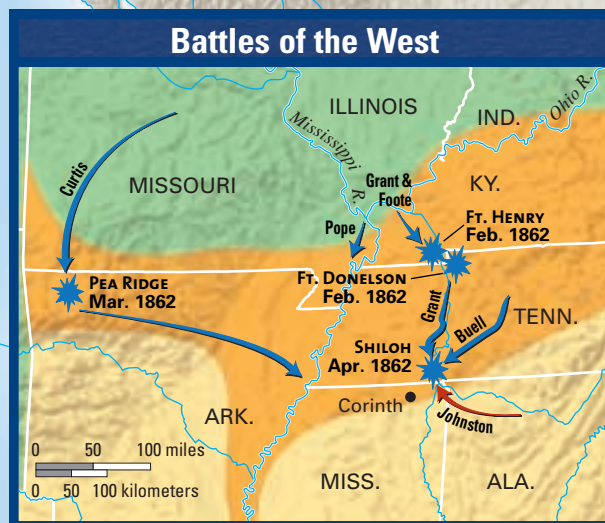 Battles of the West
ILLINOIS
IND.
Ohio R.
Mississippi
R.
MISSOURI
Curtis
Grant &
Foote
KY.
Pope
FT. HENRY
Feb. 1862
PEA RIDGE
Mar. 1862
FT. DONELSON
Feb. 1862
Grant
Buell
TENN.
SHILOH
Apr. 1862
Corinth
Johnston
ARK.
MISS.
ALA.
0 50 100 miles
0 50 100 kilometers